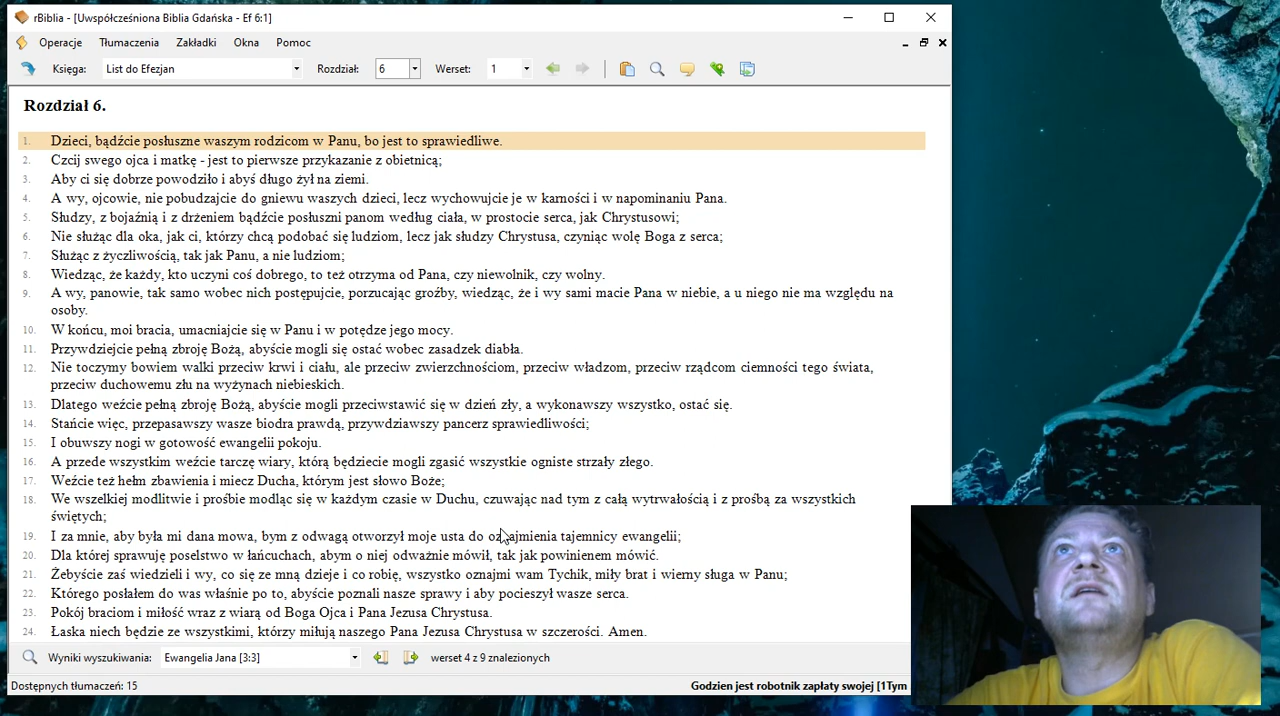 rBiblia - [Uwspółcześniona Biblia Gdańska - Ef 6:1]
Operacje Tłumaczenia Zakładki Okna Pomoc
Księga: List do Efezjan Rozdział: 6 Werset: 1
Rozdział 6.
1. Dzieci, bądźcie posłuszne waszym rodzicom w Panu, bo jest to sprawiedliwe.
2. Czcij swego ojca i matkę - jest to pierwsze przykazanie z obietnicą;
3. Aby ci się dobrze powodziło i abyś długo żył na ziemi.
4. A wy, ojcowie, nie pobudzajcie do gniewu waszych dzieci, lecz wychowujcie je w karności i w napominaniu Pana.
5. Słudzy, z bojaźnią i z drżeniem bądźcie posłuszni panom według ciała, w prostocie serca, jak Chrystusowi;
6. Nie służąc dla oka, jak ci, którzy chcą podobać się ludziom, lecz jak słudzy Chrystusa, czyniąc wolę Boga z serca;
7. Służąc z życzliwością, tak jak Panu, a nie ludziom;
8. Wiedząc, że każdy, kto uczyni coś dobrego, to też otrzyma od Pana, czy niewolnik, czy wolny.
9. A wy, panowie, tak samo wobec nich postępujcie, porzucając groźby, wiedząc, że i wy sami macie Pana w niebie, a u niego nie ma względu na
osoby.
10. W końcu, moi bracia, umacniajcie się w Panu i w potędze jego mocy.
11. Przywdziejcie pełną zbroję Bożą, abyście mogli się ostać wobec zasadzek diabła.
12. Nie toczymy bowiem walki przeciw krwi i ciału, ale przeciw zwierzchnościom, przeciw władzom, przeciw rządcom ciemności tego świata,
przeciw duchowemu złu na wyżynach niebieskich.
13. Dlatego weźcie pełną zbroję Bożą, abyście mogli przeciwstawić się w dzień zły, a wykonawszy wszystko, ostać się.
14. Stańcie więc, przepasawszy wasze biodra prawdą, przywdziawszy pancerz sprawiedliwości;
15. I obuwszy nogi w gotowość ewangelii pokoju.
16. A przede wszystkim weźcie tarczę wiary, którą będziecie mogli zgasić wszystkie ogniste strzały złego.
17. Weźcie też hełm zbawienia i miecz Ducha, którym jest słowo Boże;
18. We wszelkiej modlitwie i prośbie modląc się w każdym czasie w Duchu, czuwając nad tym z całą wytrwałością i z prośbą za wszystkich
świętych;
19. I za mnie, aby była mi dana mowa, bym z odwagą otworzył moje usta do oznajmienia tajemnicy ewangelii;
20. Dla której sprawuję poselstwo w łańcuchach, abym o niej odważnie mówił, tak jak powinienem mówić.
21. Żebyście zaś wiedzieli i wy, co się ze mną dzieje i co robię, wszystko oznajmi wam Tychik, miły brat i wierny sługa w Panu;
22. Którego posłałem do was właśnie po to, abyście poznali nasze sprawy i aby pocieszył wasze serca.
23. Pokój braciom i miłość wraz z wiarą od Boga Ojca i Pana Jezusa Chrystusa.
24. Łaska niech będzie ze wszystkimi, którzy miłują naszego Pana Jezusa Chrystusa w szczerości. Amen.
Wyniki wyszukiwania: Ewangelia Jana [3:3] werset 4 z 9 znalezionych
Dostępnych tłumaczeń: 15 Godzien jest robotnik zapłaty swojej [1Tym